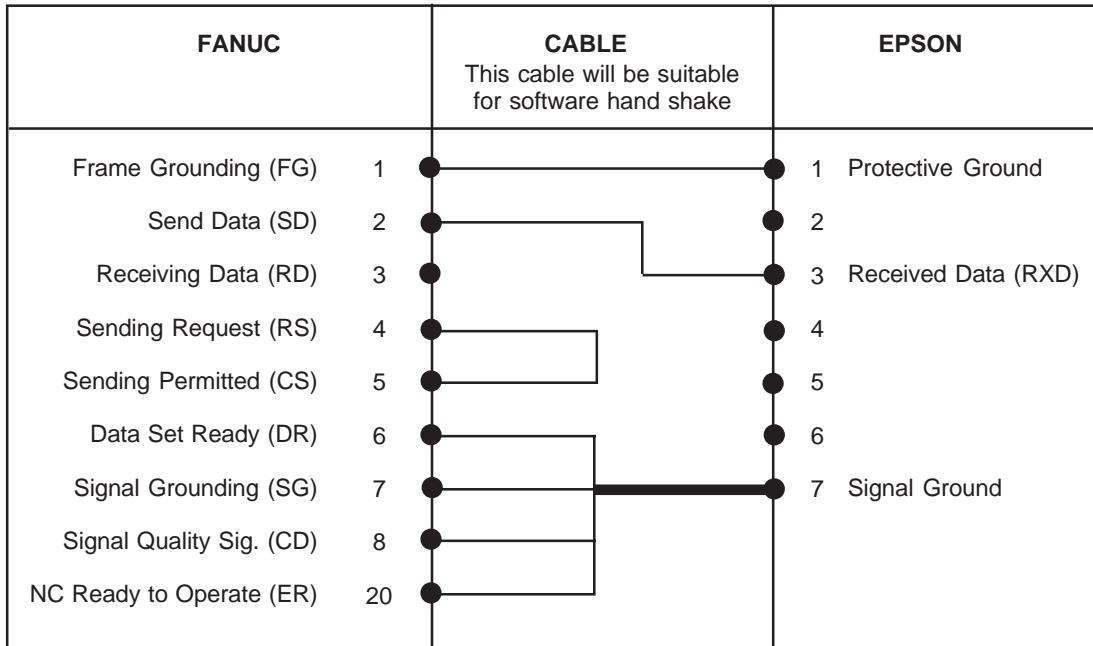 FANUC CABLE EPSON
This cable will be suitable
for software hand shake
Frame Grounding (FG) 1 1 Protective Ground
Send Data (SD) 2 2
Receiving Data (RD) 3 3 Received Data (RXD)
Sending Request (RS) 4 4
Sending Permitted (CS) 5 5
Data Set Ready (DR) 6 6
Signal Grounding (SG) 7 7 Signal Ground
Signal Quality Sig. (CD) 8
NC Ready to Operate (ER) 20